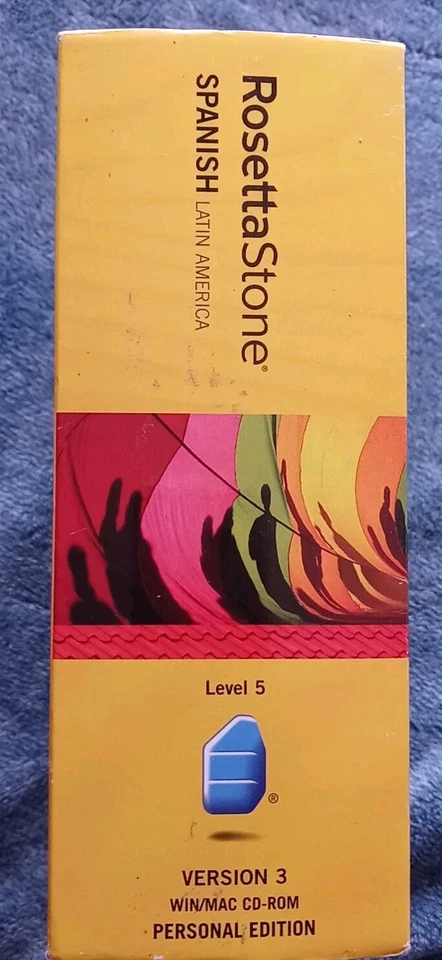 RosettaStone®
SPANISH LATIN AMERICA
Level 5
®
VERSION 3
WIN/MAC CD-ROM
PERSONAL EDITION